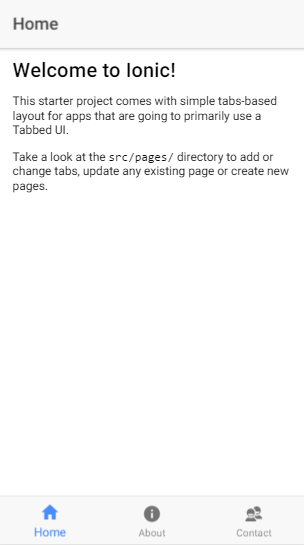 Home
Welcome to Ionic!
This starter project comes with simple tabs-based
layout for apps that are going to primarily use a
Tabbed UI.
Take a look at the src/pages/ directory to add or
change tabs, update any existing page or create new
pages.
Home About Contact